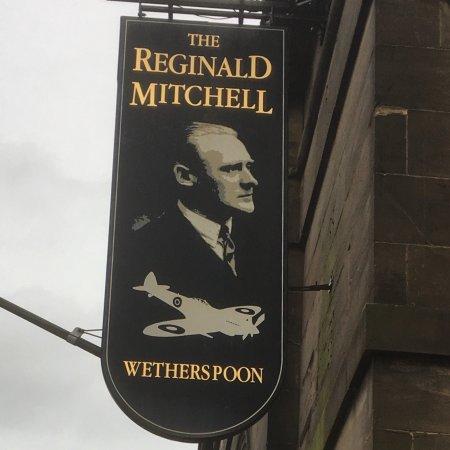 THE
REGINALD
MITCHELL
WETHERSPOON